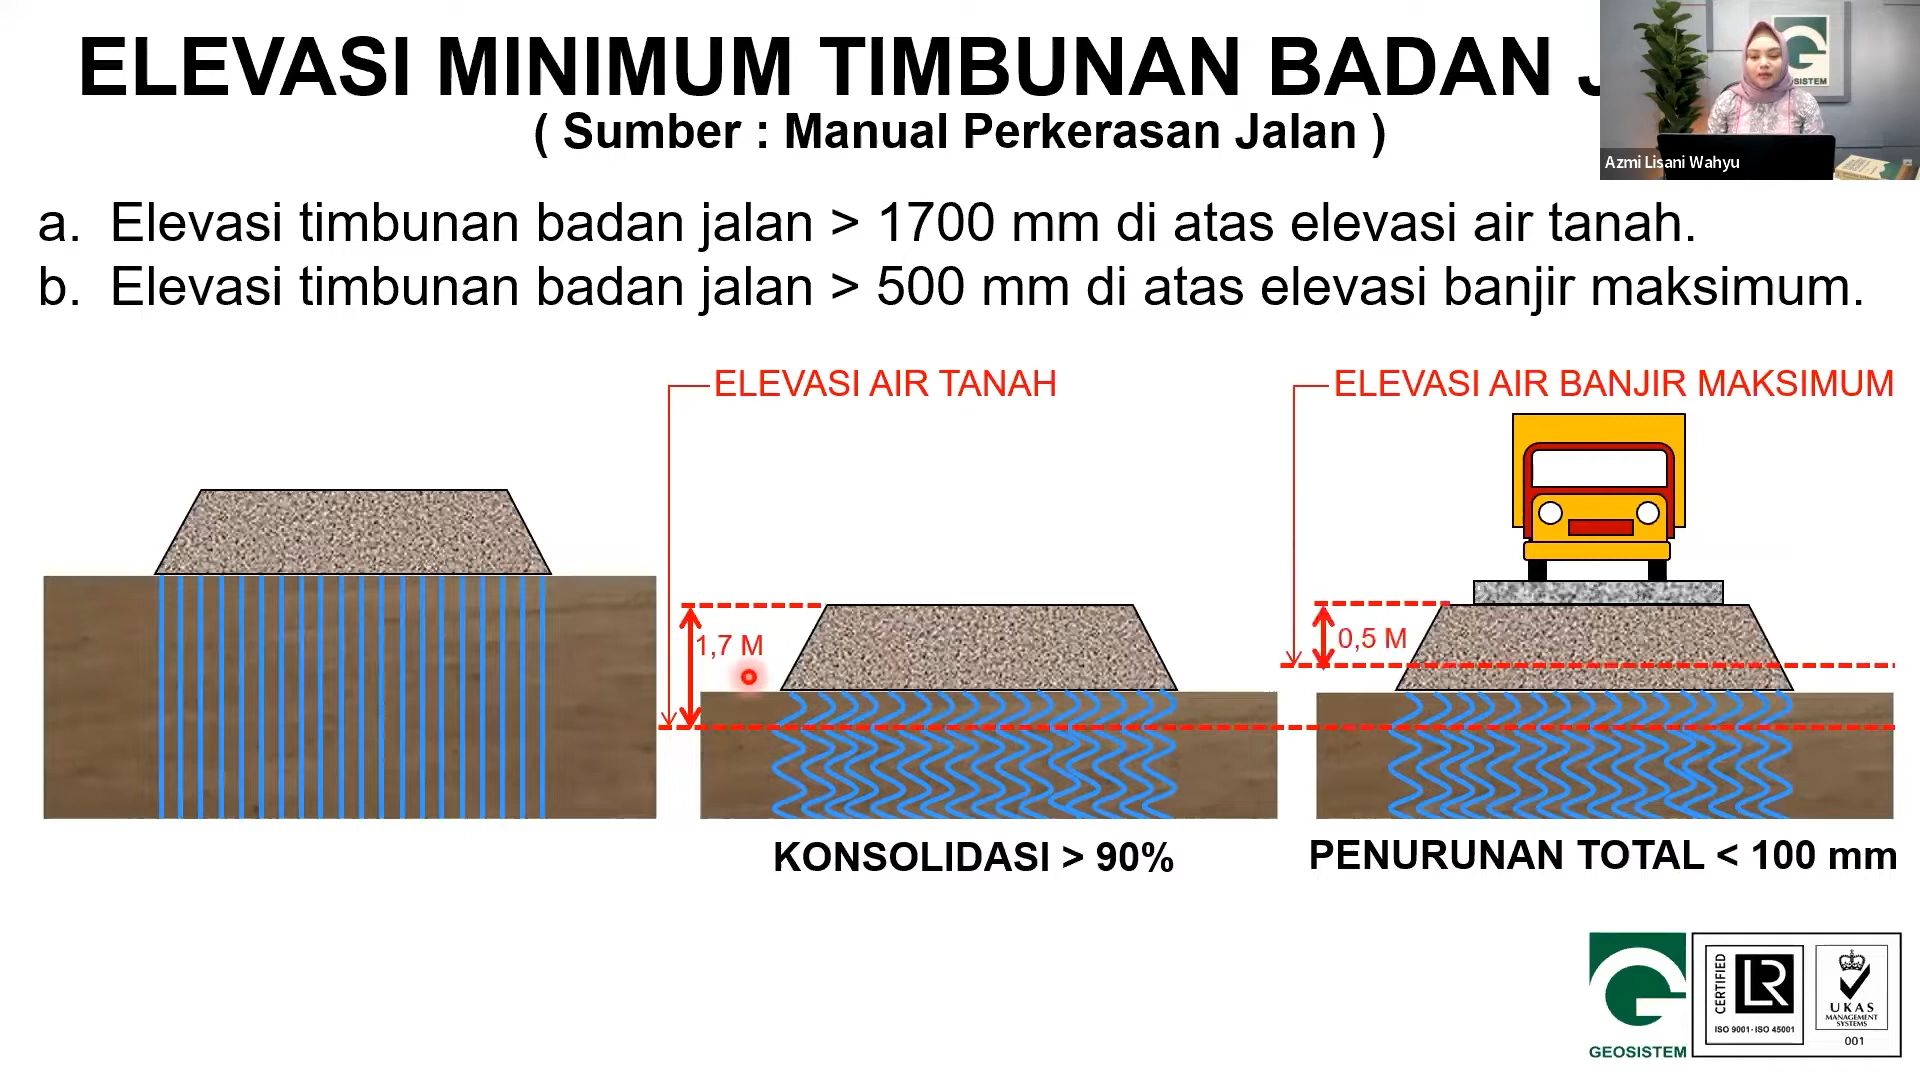 ELEVASI MINIMUM TIMBUNAN BADAN
( Sumber : Manual Perkerasan Jalan )
SISTEM
Azmi Lisani Wahyu
a. Elevasi timbunan badan jalan > 1700 mm di atas elevasi air tanah.
b. Elevasi timbunan badan jalan > 500 mm di atas elevasi banjir maksimum.
ELEVASI AIR TANAH
ELEVASI AIR BANJIR MAKSIMUM
1,7 M
0,5 M
KONSOLIDASI > 90%
PENURUNAN TOTAL < 100 mm
GEOSISTEM
CERTIFIED
LR
ISO 9001 · ISO 45001
UKAS
MANAGEMENT
SYSTEMS
001